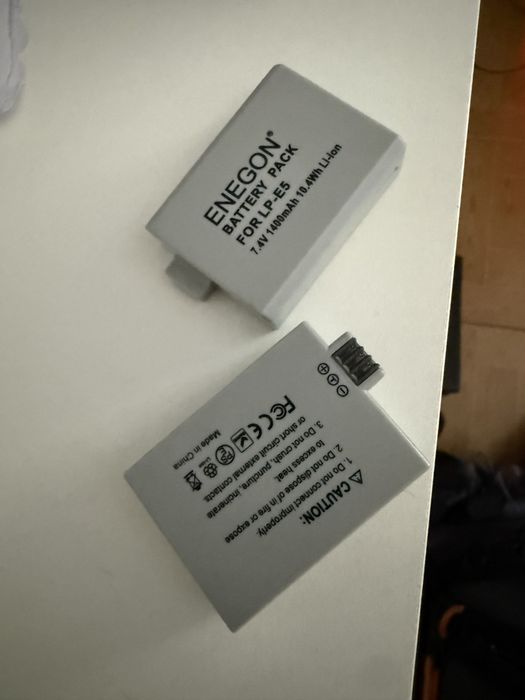 ENEGON®
BATTERY PACK
FOR LP-E5
7.4V 1400mAh 10.4Wh Li-ion
+ T −
CAUTION:
1. Do not connect improperly.
2. Do not dispose of in fire or expose
to excess heat.
3. Do not crush, puncture, incinerate
or short circuit external contacts.
FC CE PS
E
Made in China